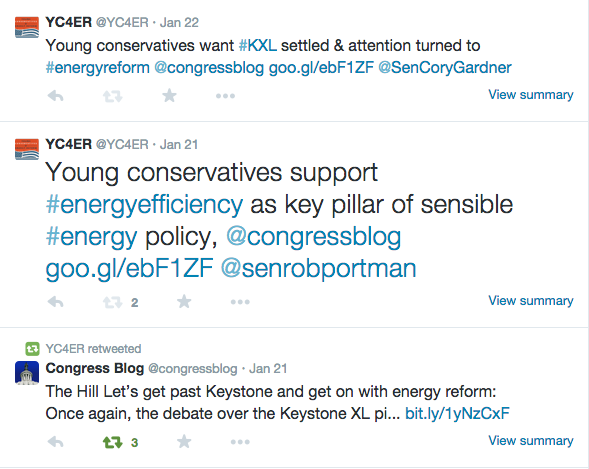 YC4ER @YC4ER · Jan 22
Young conservatives want #KXL settled & attention turned to
#energyreform @congressblog goo.gl/ebF1ZF @SenCoryGardner
View summary
YC4ER @YC4ER · Jan 21
Young conservatives support
#energyefficiency as key pillar of sensible
#energy policy, @congressblog
goo.gl/ebF1ZF @senrobportman
2
View summary
YC4ER retweeted
Congress Blog @congressblog · Jan 21
The Hill Let's get past Keystone and get on with energy reform:
Once again, the debate over the Keystone XL pi... bit.ly/1yNzCxF
3
View summary